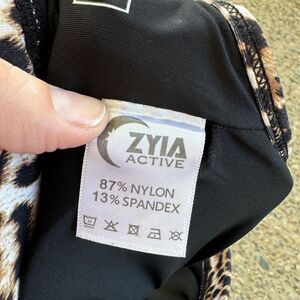 ZYIA
ACTIVE
87% NYLON
13% SPANDEX